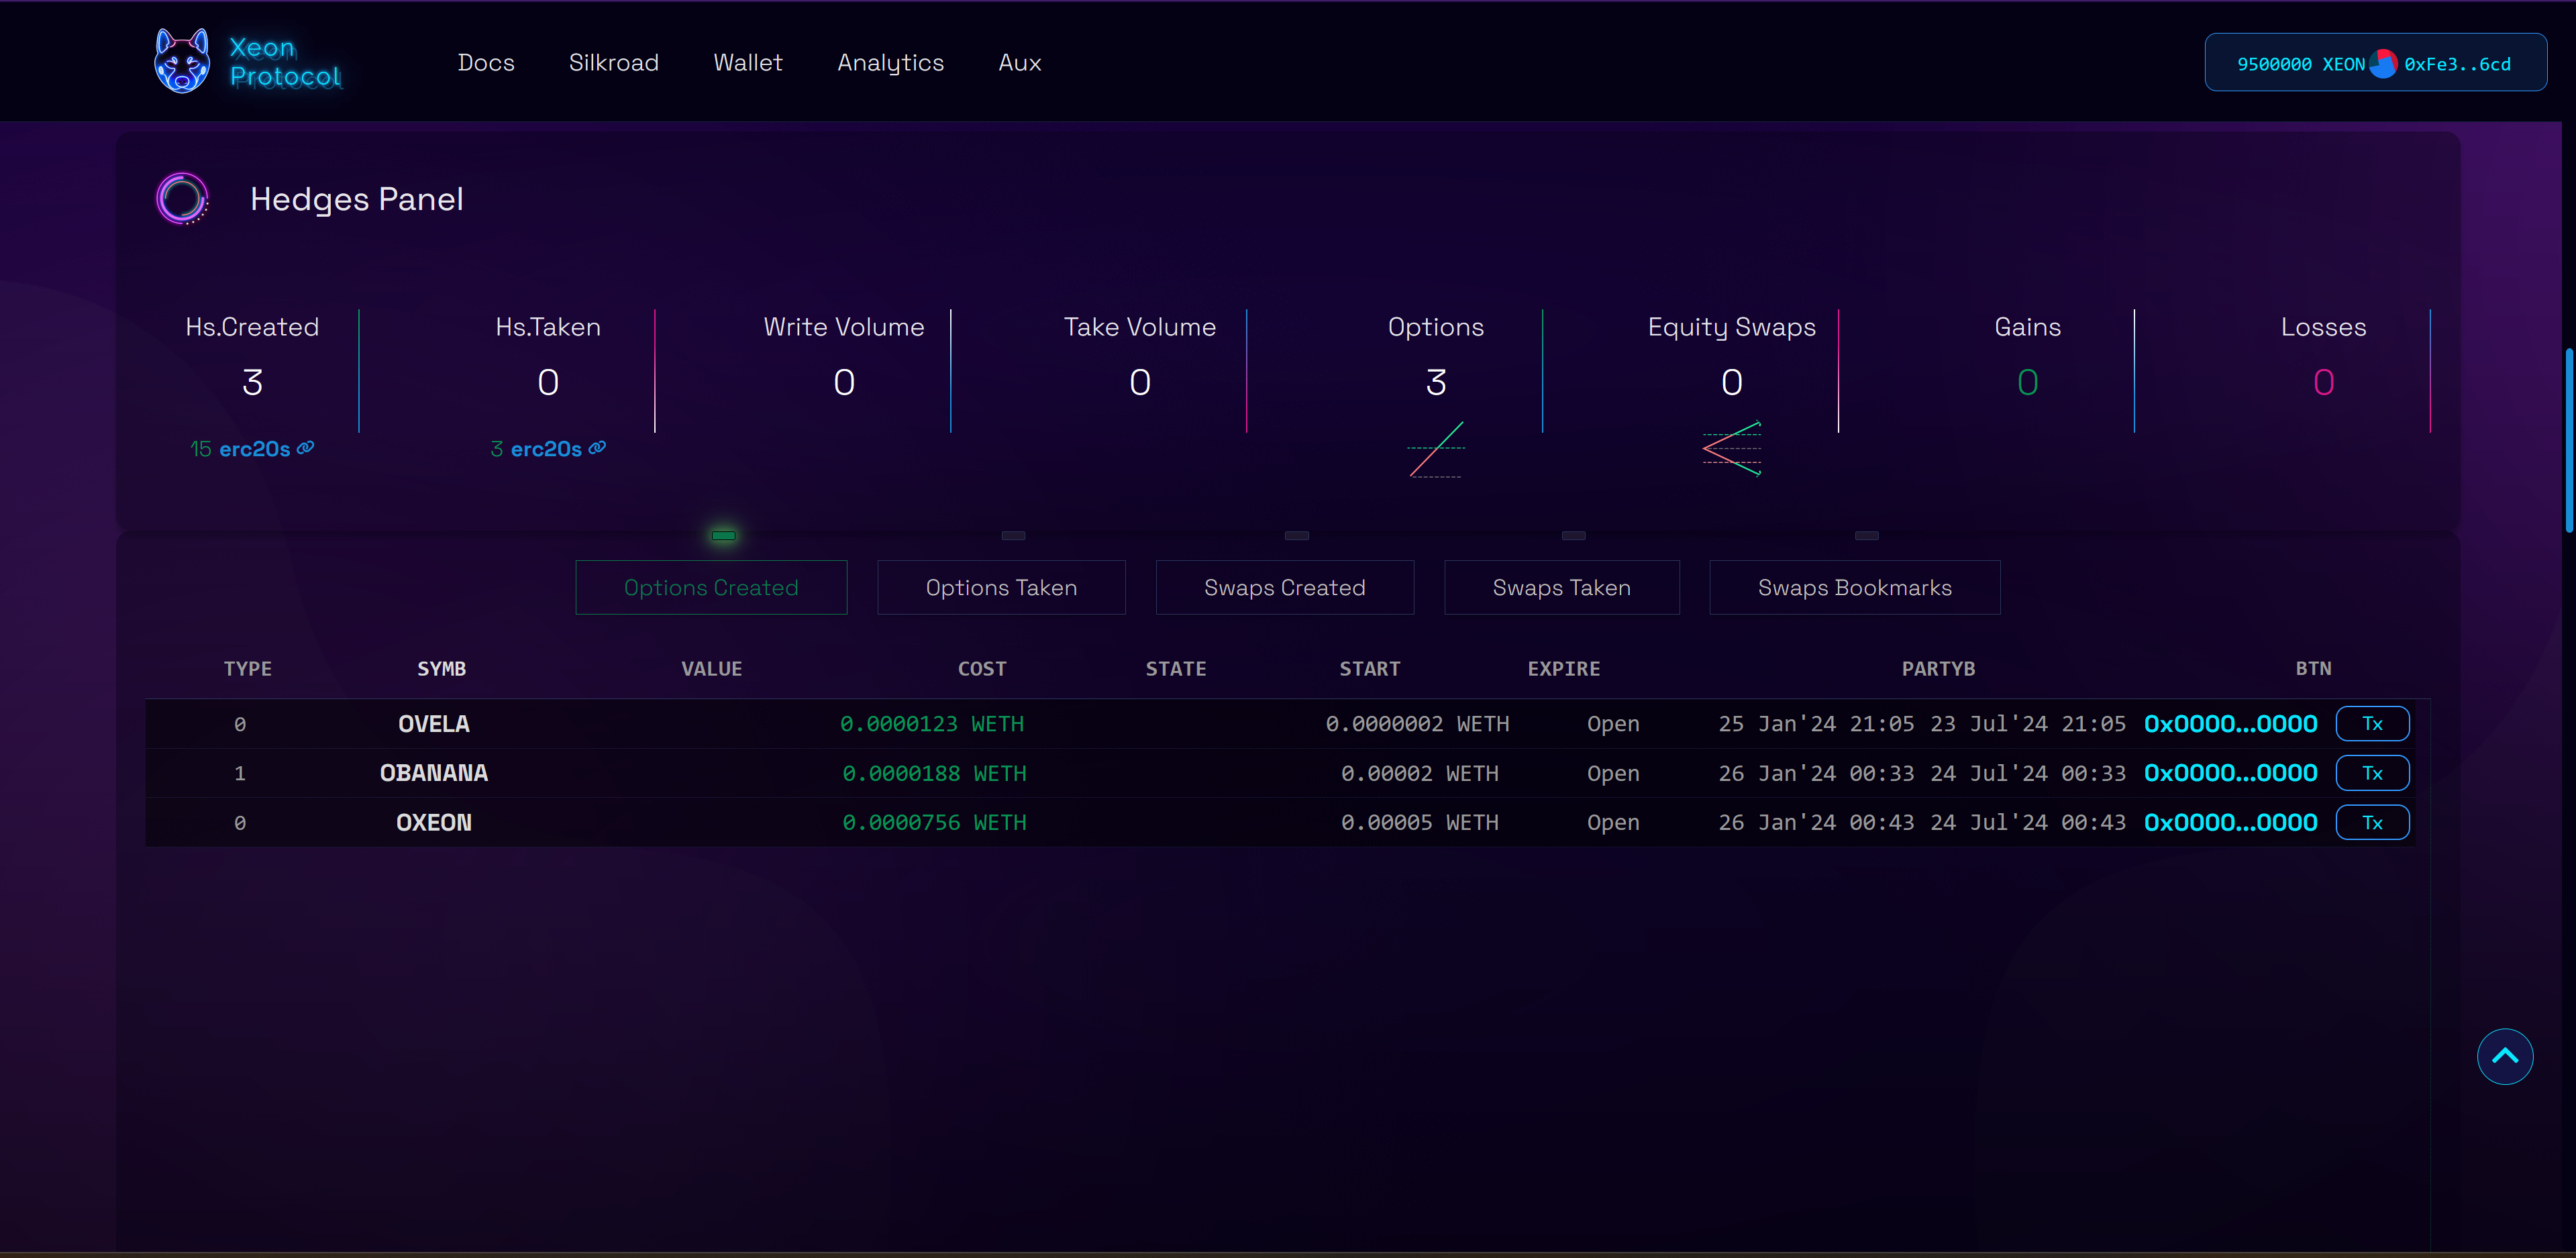 Xeon
Protocol
Docs Silkroad Wallet Analytics Aux
9500000 XEON 0xFe3..6cd
Hedges Panel
Hs.Created Hs.Taken Write Volume Take Volume Options Equity Swaps Gains Losses
3 0 0 0 3 0 0 0
15 erc20s 3 erc20s
Options Created Options Taken Swaps Created Swaps Taken Swaps Bookmarks
TYPE SYMB VALUE COST STATE START EXPIRE PARTYB BTN
0 OVELA 0.0000123 WETH 0.0000002 WETH Open 25 Jan'24 21:05 23 Jul'24 21:05 0x0000...0000 Tx
1 OBANANA 0.0000188 WETH 0.00002 WETH Open 26 Jan'24 00:33 24 Jul'24 00:33 0x0000...0000 Tx
0 OXEON 0.0000756 WETH 0.00005 WETH Open 26 Jan'24 00:43 24 Jul'24 00:43 0x0000...0000 Tx